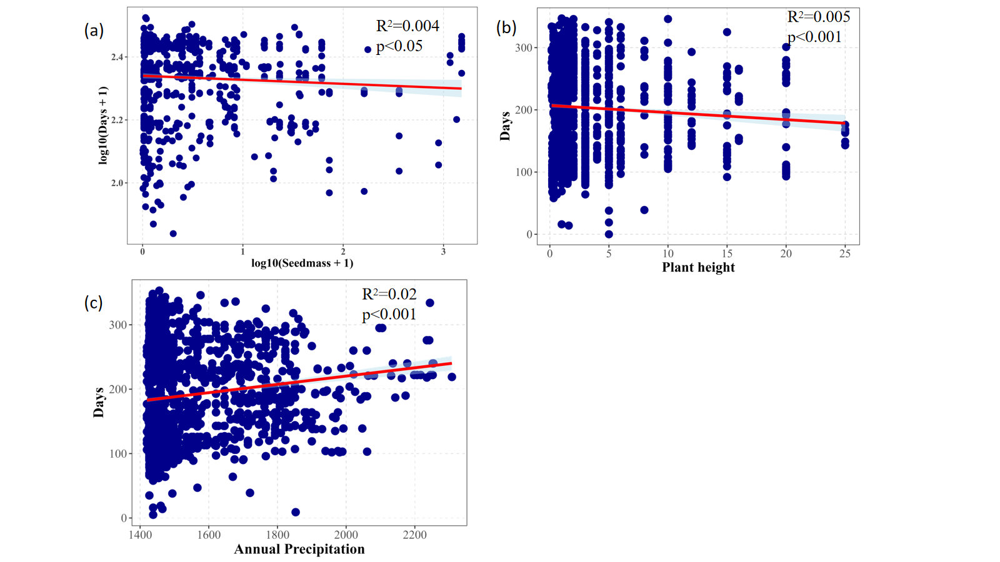 (a)
R²=0.004
p<0.05
2.4
2.2
2.0
log10(Days + 1)
0 1 2 3
log10(Seedmass + 1)
(b)
R²=0.005
p<0.001
300
200
100
0
Days
0 5 10 15 20 25
Plant height
(c)
R²=0.02
p<0.001
300
200
100
0
Days
1400 1600 1800 2000 2200
Annual Precipitation